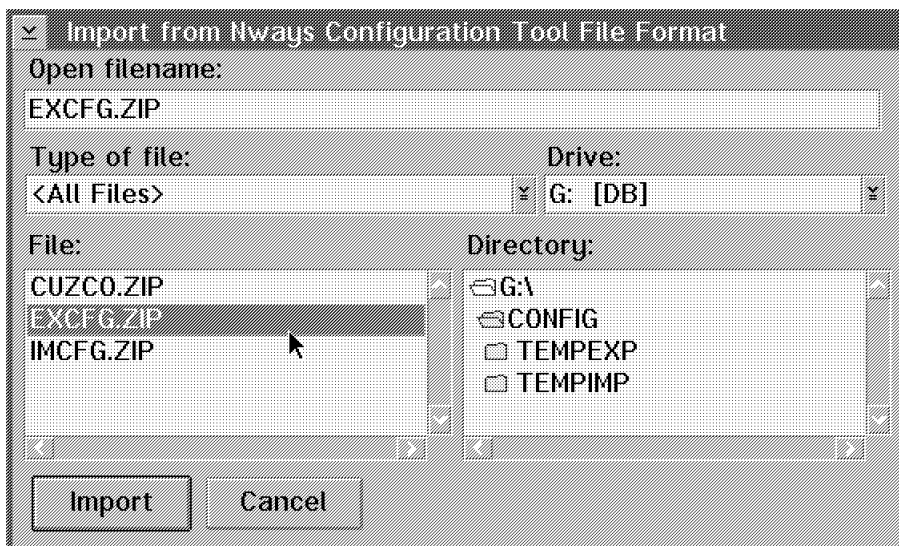 Import from Nways Configuration Tool File Format
Open filename:
EXCFG.ZIP
Type of file:
Drive:
<All Files>
G: [DB]
File:
Directory:
CUZCO.ZIP
EXCFG.ZIP
IMCFG.ZIP
G:\
CONFIG
TEMPEXP
TEMPIMP
Import
Cancel